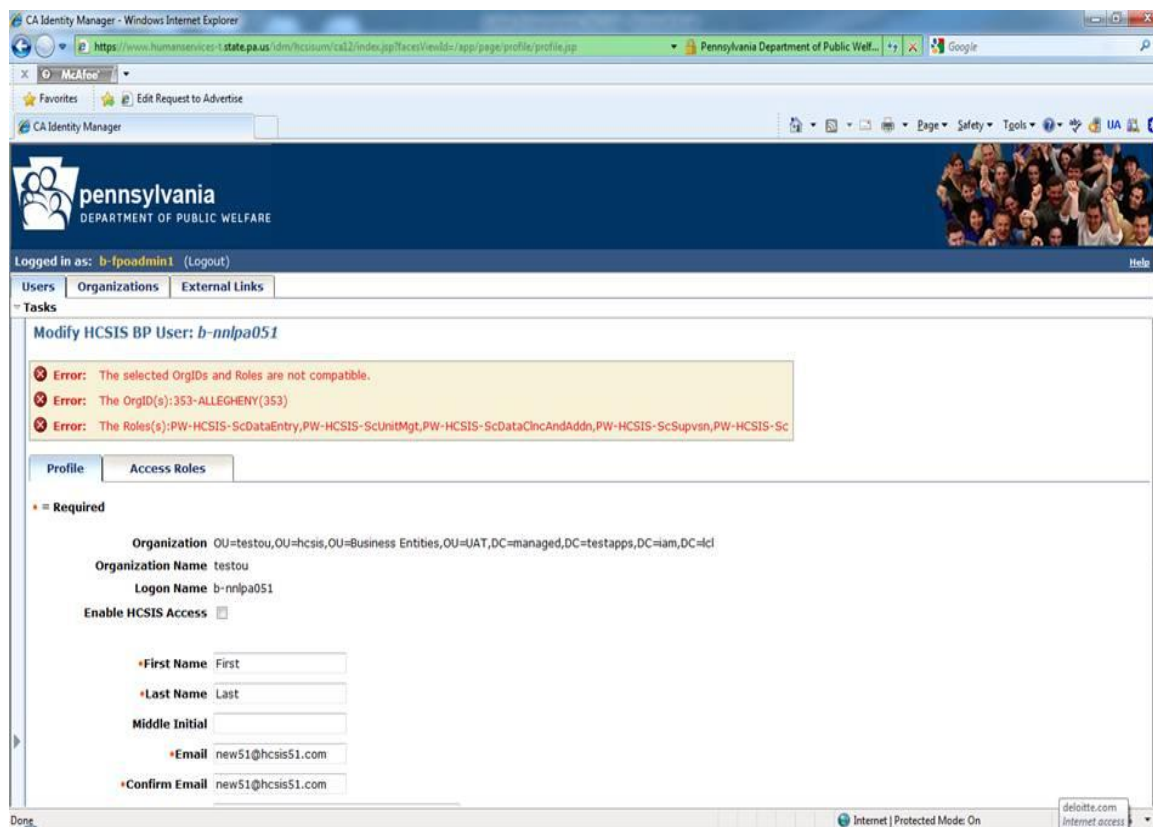 CA Identity Manager - Windows Internet Explorer
https://www.humanservices-t.state.pa.us/idm/hcsisum/ca12/index.jsp?facesViewId=/app/page/profile/profile.jsp
Pennsylvania Department of Public Welf...
Google
X McAfee
Favorites Edit Request to Advertise
CA Identity Manager
Page Safety Tools UA
pennsylvania
DEPARTMENT OF PUBLIC WELFARE
Logged in as: b-fpoadmin1 (Logout) Help
Users Organizations External Links
Tasks
Modify HCSIS BP User: b-nnlpa051
Error: The selected OrgIDs and Roles are not compatible.
Error: The OrgID(s):353-ALLEGHENY(353)
Error: The Roles(s):PW-HCSIS-ScDataEntry,PW-HCSIS-ScUnitMgt,PW-HCSIS-ScDataClncAndAddn,PW-HCSIS-ScSupvsn,PW-HCSIS-Sc
Profile Access Roles
• = Required
Organization OU=testou,OU=hcsis,OU=Business Entities,OU=UAT,DC=managed,DC=testapps,DC=iam,DC=lcl
Organization Name testou
Logon Name b-nnlpa051
Enable HCSIS Access
•First Name First
•Last Name Last
Middle Initial
•Email new51@hcsis51.com
•Confirm Email new51@hcsis51.com
Done Internet | Protected Mode: On
deloitte.com
Internet access